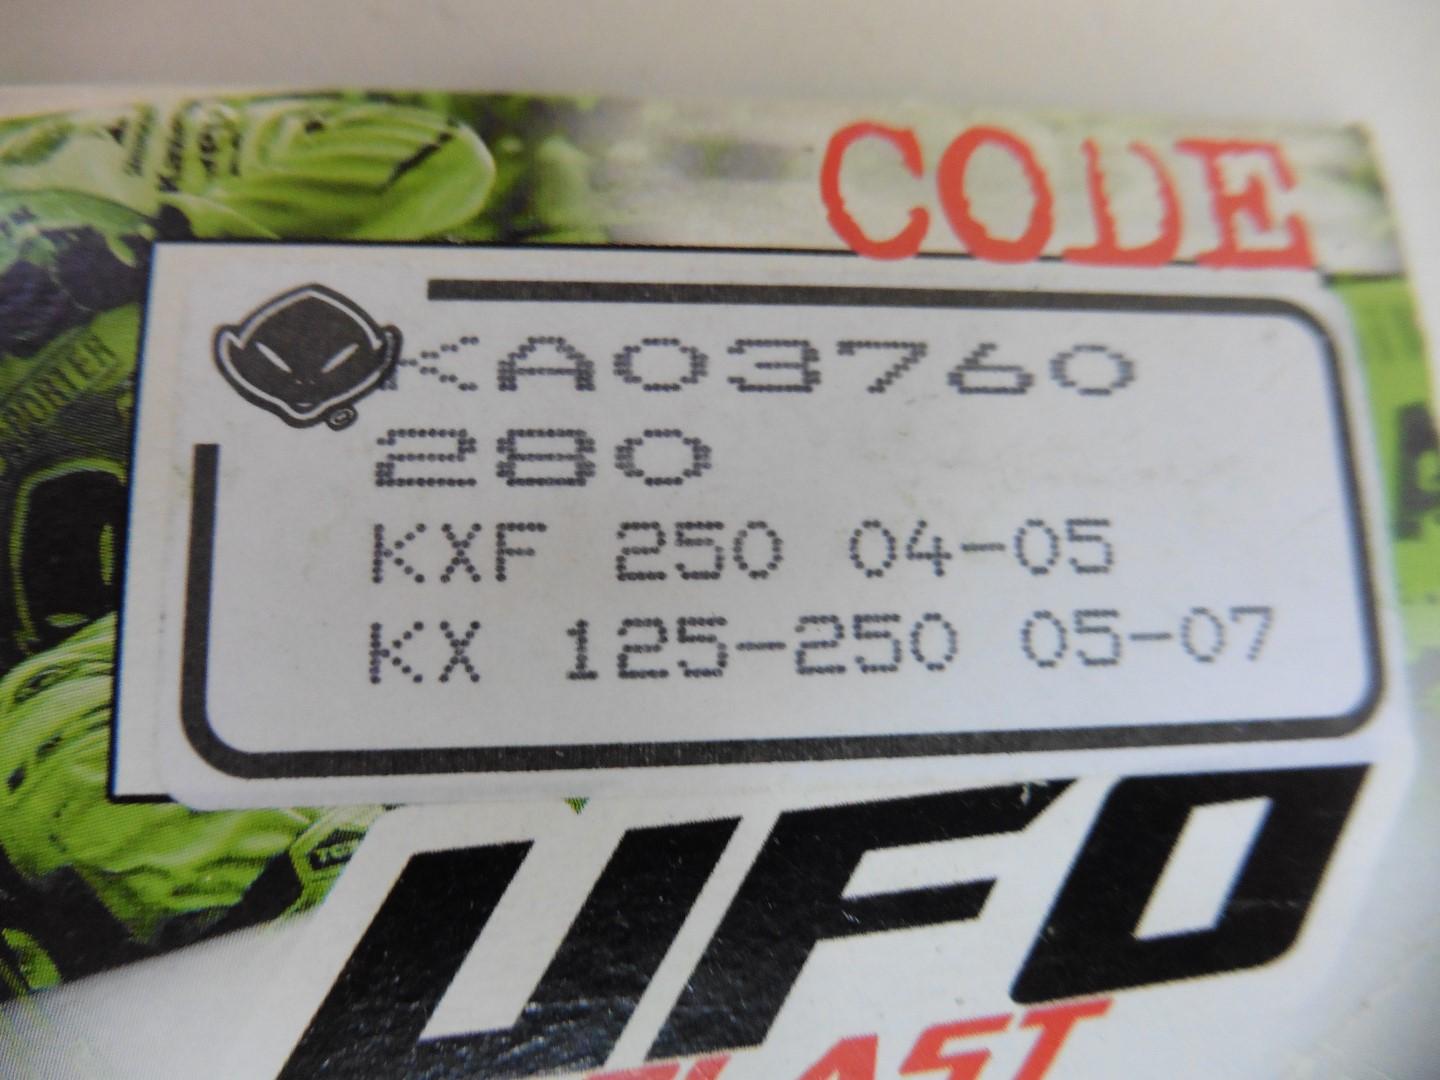 CODE
KA03760
280
KXF 250 04-05
KX 125-250 05-07
UFO